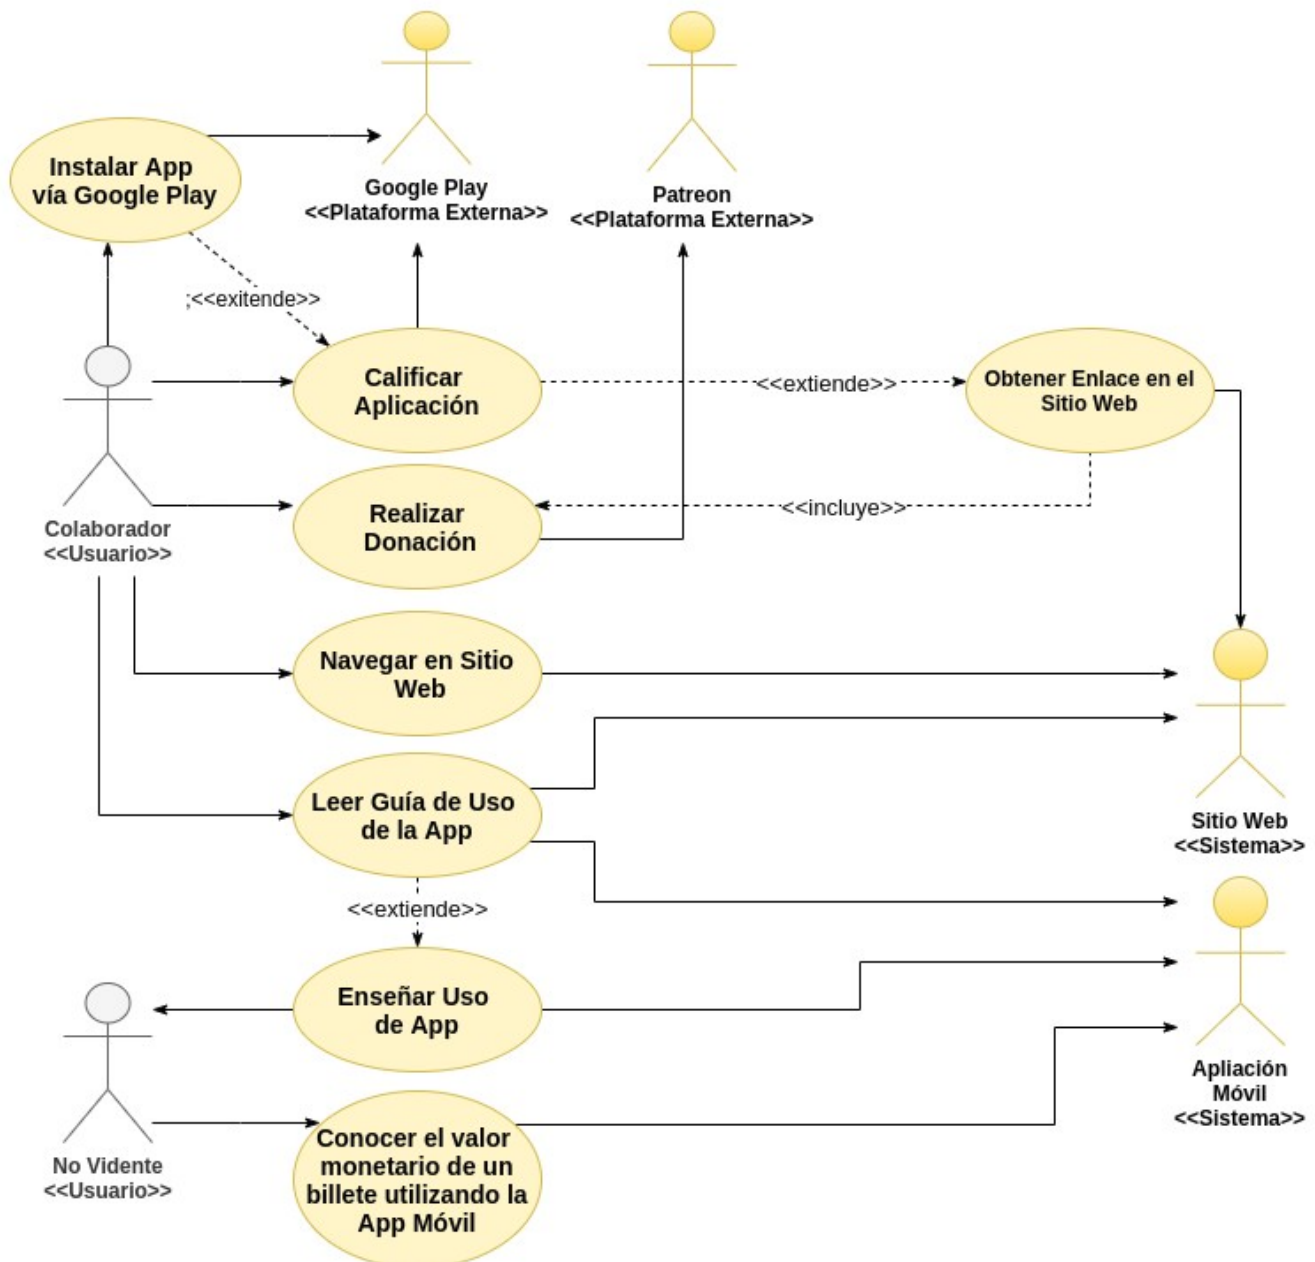 Instalar App
vía Google Play
Google Play
<<Plataforma Externa>>
Patreon
<<Plataforma Externa>>
;<<exitende>>
Calificar
Aplicación
<<extiende>>
Obtener Enlace en el
Sitio Web
Colaborador
<<Usuario>>
Realizar
Donación
<<incluye>>
Navegar en Sitio
Web
Leer Guía de Uso
de la App
Sitio Web
<<Sistema>>
<<extiende>>
Enseñar Uso
de App
Apliación
Móvil
<<Sistema>>
No Vidente
<<Usuario>>
Conocer el valor
monetario de un
billete utilizando la
App Móvil